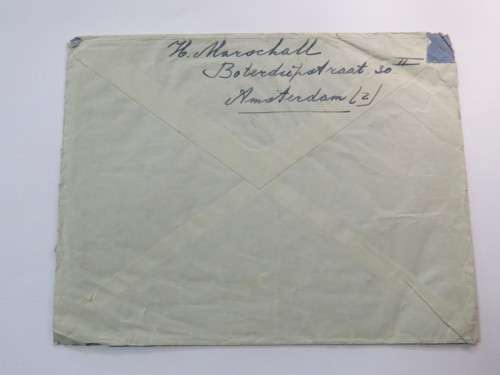 H. Marschall
Boterdiepstraat 30 II
Amsterdam (Z)